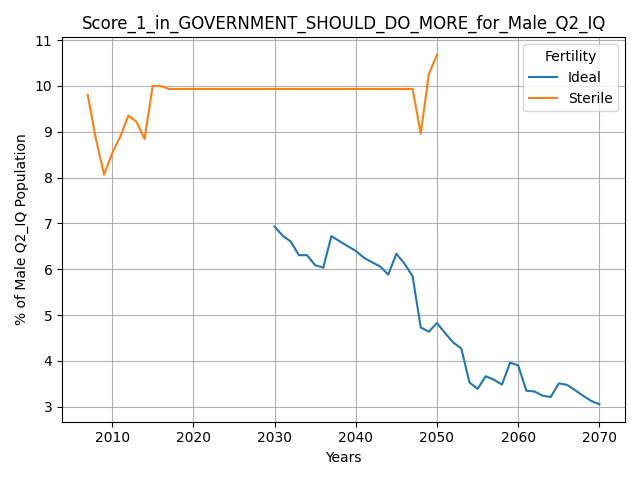 Score_1_in_GOVERNMENT_SHOULD_DO_MORE_for_Male_Q2_IQ
11
10
9
8
7
6
5
4
3
% of Male Q2_IQ Population
Fertility
Ideal
Sterile
2010 2020 2030 2040 2050 2060 2070
Years